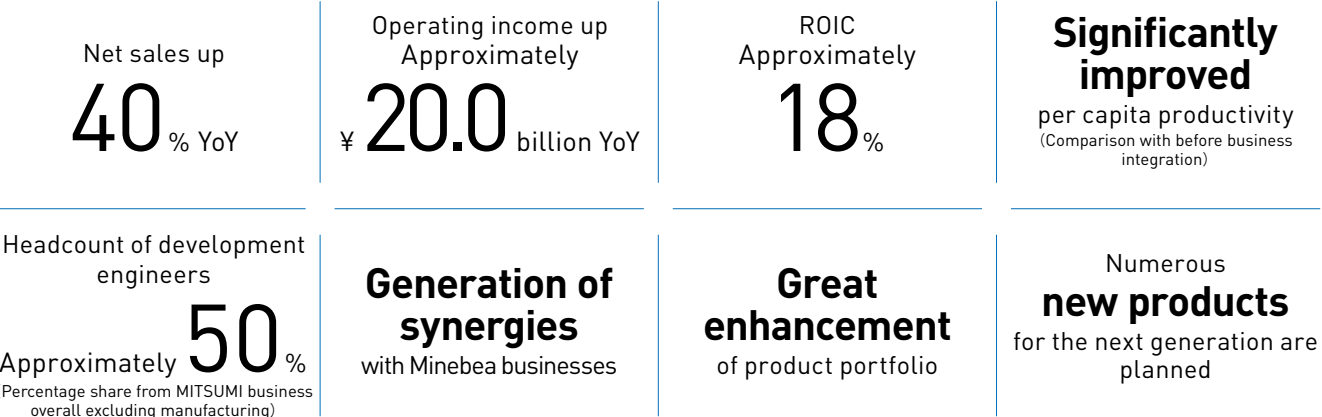 Net sales up
40 % YoY
Operating income up
Approximately
¥ 20.0 billion YoY
ROIC
Approximately
18%
Significantly
improved
per capita productivity
(Comparison with before business
integration)
Headcount of development
engineers
Approximately 50 %
(Percentage share from MITSUMI business
overall excluding manufacturing)
Generation of
synergies
with Minebea businesses
Great
enhancement
of product portfolio
Numerous
new products
for the next generation are
planned